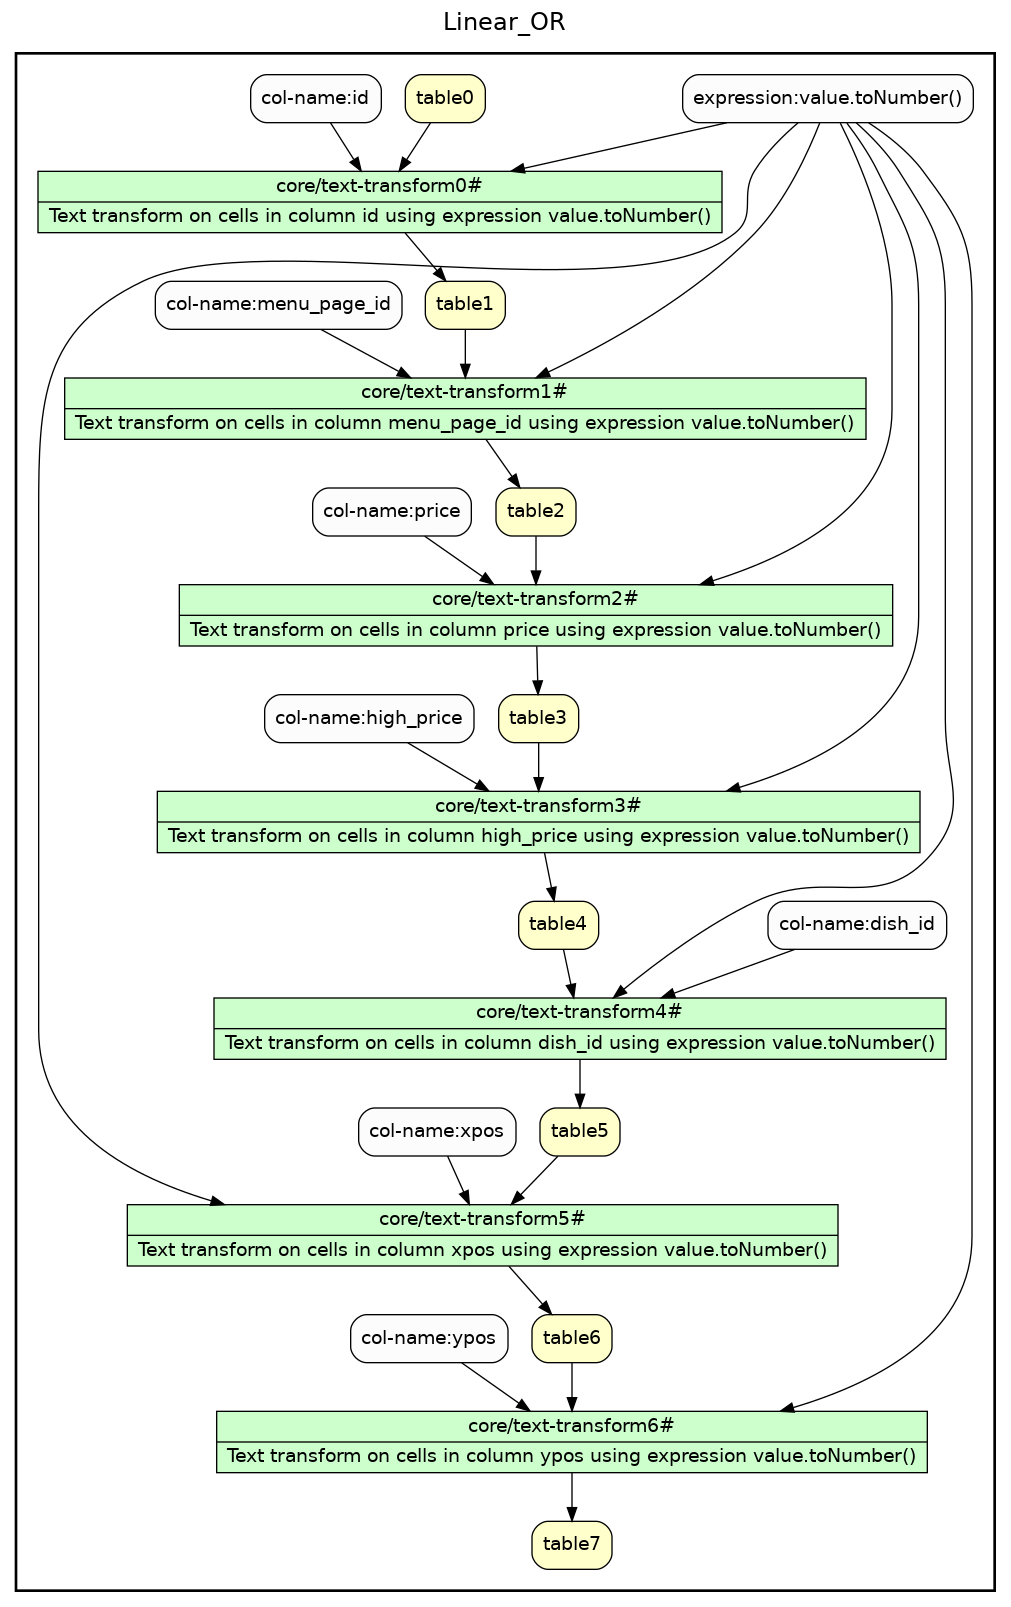 Linear_OR
col-name:id
table0
expression:value.toNumber()
core/text-transform0#
Text transform on cells in column id using expression value.toNumber()
col-name:menu_page_id
table1
core/text-transform1#
Text transform on cells in column menu_page_id using expression value.toNumber()
col-name:price
table2
core/text-transform2#
Text transform on cells in column price using expression value.toNumber()
col-name:high_price
table3
core/text-transform3#
Text transform on cells in column high_price using expression value.toNumber()
table4
col-name:dish_id
core/text-transform4#
Text transform on cells in column dish_id using expression value.toNumber()
col-name:xpos
table5
core/text-transform5#
Text transform on cells in column xpos using expression value.toNumber()
col-name:ypos
table6
core/text-transform6#
Text transform on cells in column ypos using expression value.toNumber()
table7